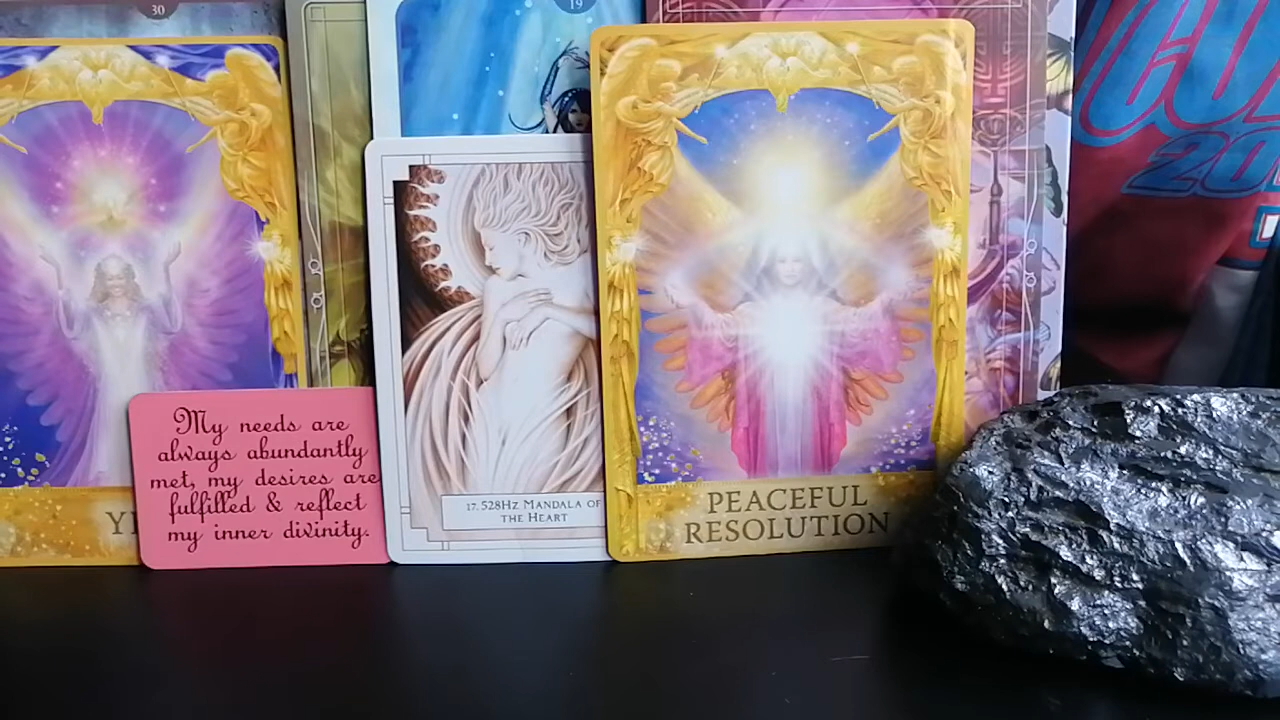 30
19
20
My needs are
always abundantly
met, my desires are
fulfilled & reflect
my inner divinity.
17. 528Hz Mandala of
the Heart
PEACEFUL
RESOLUTION